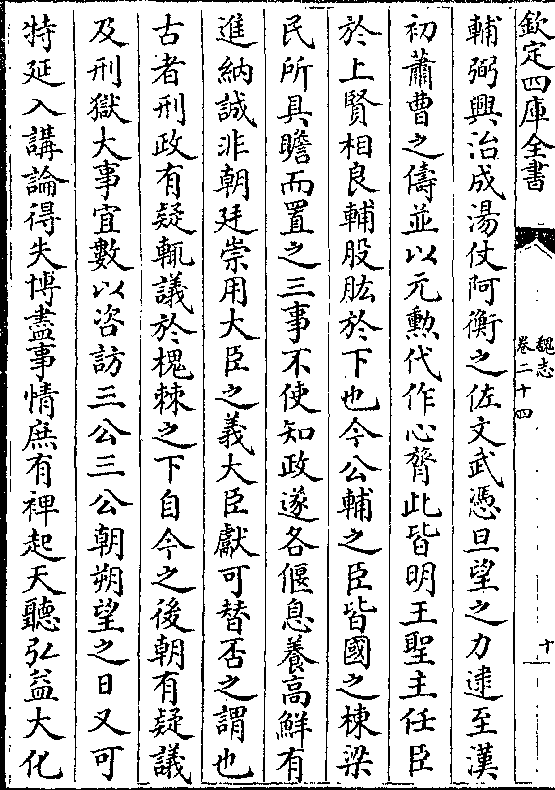 欽定四庫全書
魏志
卷二十四
十一
輔弼興治成湯仗阿衡之佐文武憑旦望之力逮至漢
初蕭曹之儔並以元勲代作心膂此皆明王聖主任臣
於上賢相良輔股肱於下也今公輔之臣皆國之棟梁
民所具瞻而置之三事不使知政遂各偃息養高鮮有
進納誠非朝廷崇用大臣之義大臣獻可替否之謂也
古者刑政有疑輒議於槐棘之下自今之後朝有疑議
及刑獄大事宜數以咨訪三公三公朝朔望之日又可
特延入講論得失博盡事情庶有裨起天聽弘益大化